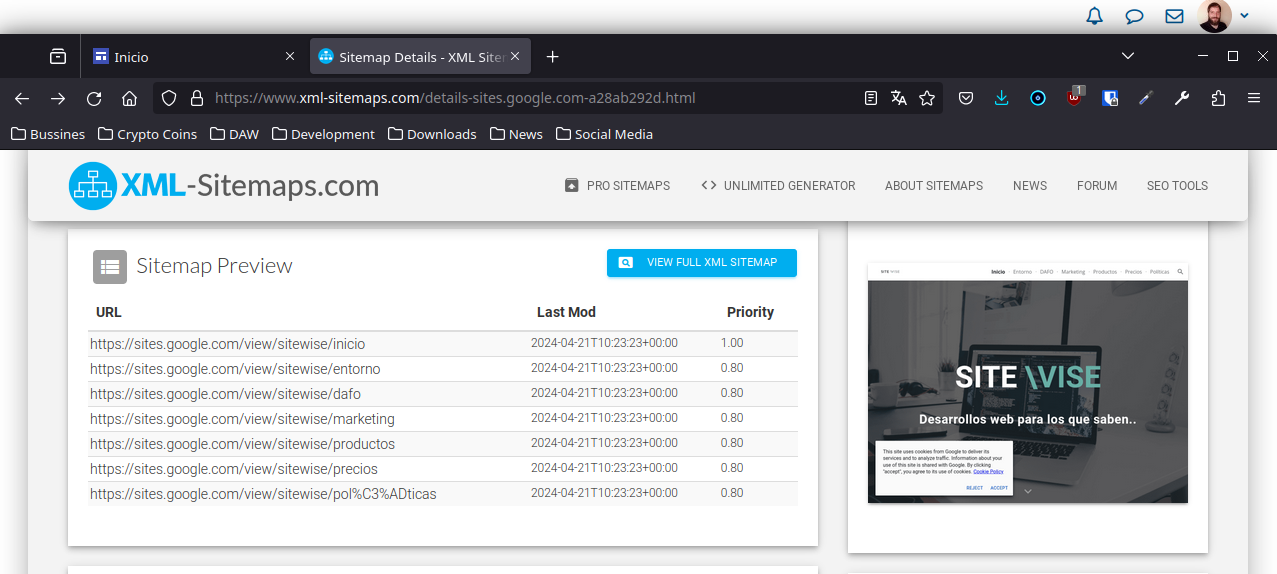 Inicio
Sitemap Details - XML Siten
https://www.xml-sitemaps.com/details-sites.google.com-a28ab292d.html
1
Bussines Crypto Coins DAW Development Downloads News Social Media
XML-Sitemaps.com
PRO SITEMAPS UNLIMITED GENERATOR ABOUT SITEMAPS NEWS FORUM SEO TOOLS
Sitemap Preview
VIEW FULL XML SITEMAP
URL Last Mod Priority
https://sites.google.com/view/sitewise/inicio 2024-04-21T10:23:23+00:00 1.00
https://sites.google.com/view/sitewise/entorno 2024-04-21T10:23:23+00:00 0.80
https://sites.google.com/view/sitewise/dafo 2024-04-21T10:23:23+00:00 0.80
https://sites.google.com/view/sitewise/marketing 2024-04-21T10:23:23+00:00 0.80
https://sites.google.com/view/sitewise/productos 2024-04-21T10:23:23+00:00 0.80
https://sites.google.com/view/sitewise/precios 2024-04-21T10:23:23+00:00 0.80
https://sites.google.com/view/sitewise/pol%C3%ADticas 2024-04-21T10:23:23+00:00 0.80
SITE \VISE
Inicio Entorno DAFO Marketing Productos Precios Políticas
SITE \VISE
Desarrollos web para los que saben..
This site uses cookies from Google to deliver its
services and to analyze traffic. Information about your
use of this site is shared with Google. By clicking
"accept", you agree to its use of cookies. Cookie Policy
REJECT ACCEPT